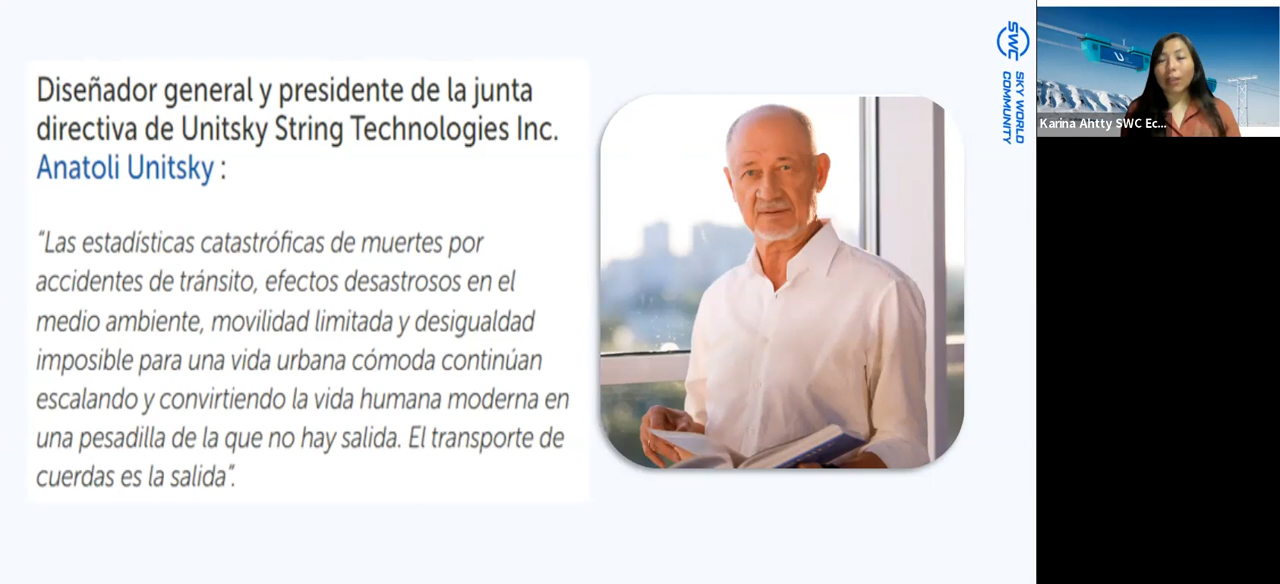 Diseñador general y presidente de la junta
directiva de Unitsky String Technologies Inc.
Anatoli Unitsky :
“Las estadísticas catastróficas de muertes por
accidentes de tránsito, efectos desastrosos en el
medio ambiente, movilidad limitada y desigualdad
imposible para una vida urbana cómoda continúan
escalando y convirtiendo la vida humana moderna en
una pesadilla de la que no hay salida. El transporte de
cuerdas es la salida”.
SWC
SKY WORLD
COMMUNITY
U
Karina Ahtty SWC Ec...